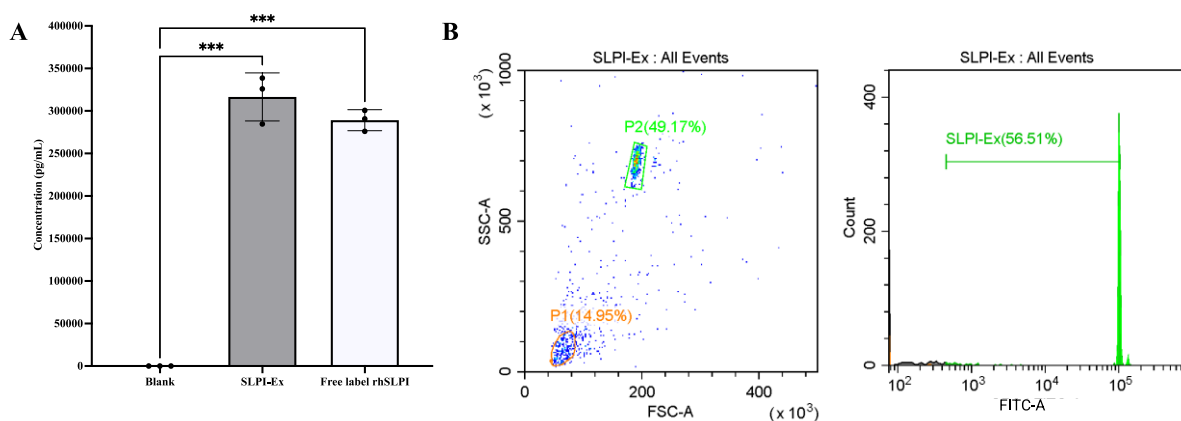 A
400000
350000
300000
250000
200000
150000
100000
50000
0
Concentration (pg/mL)
***
***
Blank
SLPI-Ex
Free label rhSLPI
B
SLPI-Ex : All Events
1000
500
0
(x 10³)
SSC-A
P2(49.17%)
P1(14.95%)
0
200
400
FSC-A
(x 10³)
SLPI-Ex : All Events
400
200
0
Count
SLPI-Ex(56.51%)
10²
10³
10⁴
10⁵
FITC-A